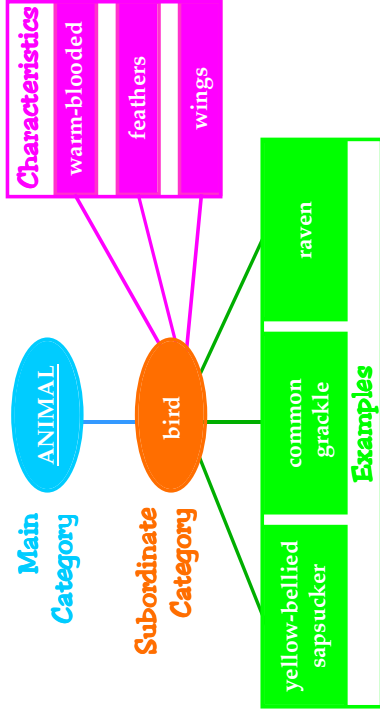 Main
Category
ANIMAL
Characteristics
warm-blooded
feathers
wings
Subordinate
Category
bird
yellow-bellied
sapsucker
common
grackle
raven
Examples